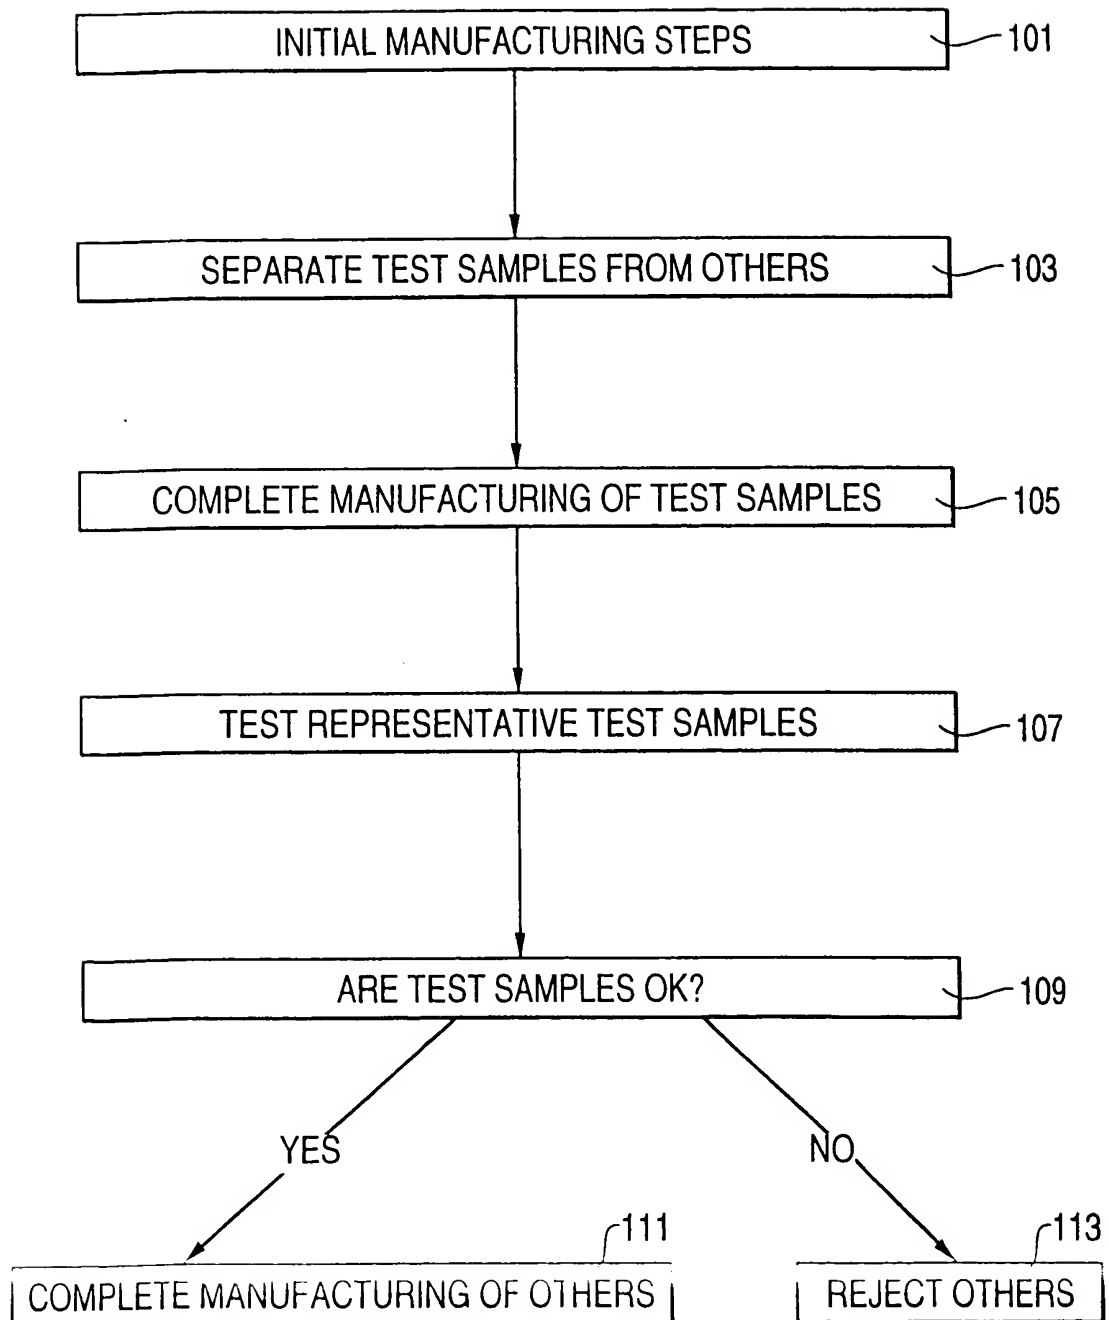 INITIAL MANUFACTURING STEPS 101
SEPARATE TEST SAMPLES FROM OTHERS 103
COMPLETE MANUFACTURING OF TEST SAMPLES 105
TEST REPRESENTATIVE TEST SAMPLES 107
ARE TEST SAMPLES OK? 109
YES NO
111 113
COMPLETE MANUFACTURING OF OTHERS REJECT OTHERS